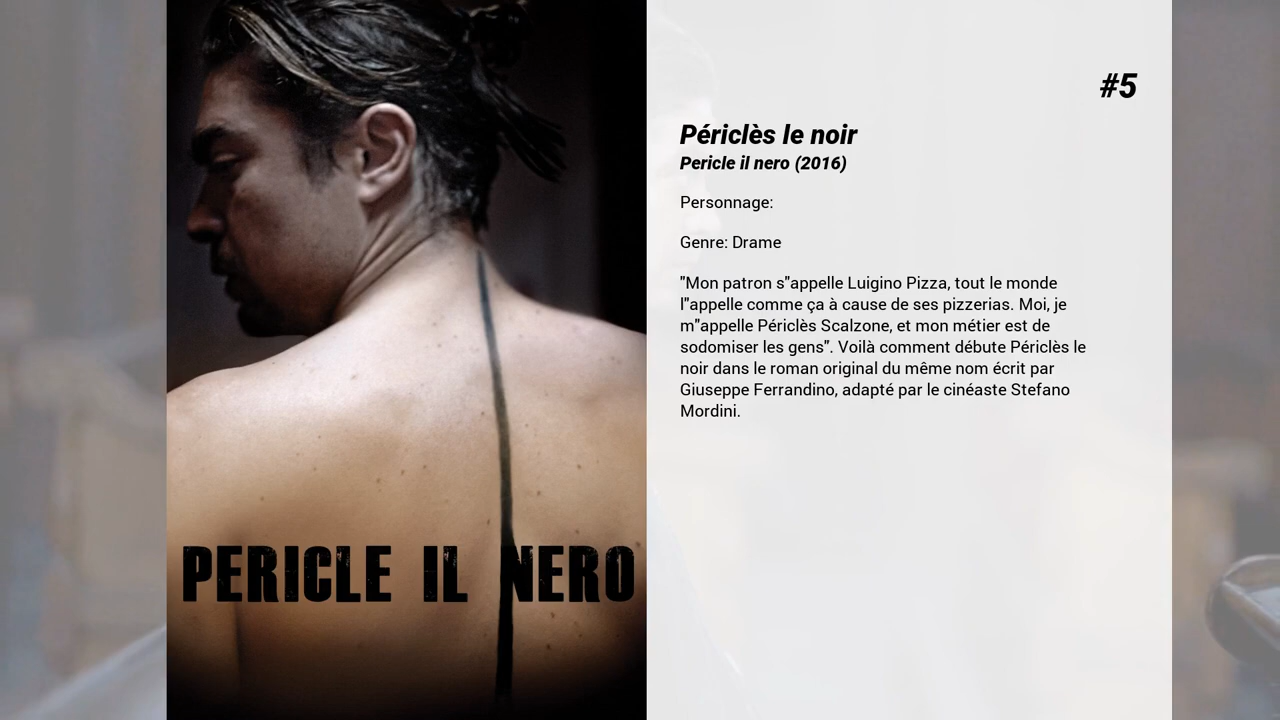 PERICLE IL NERO
#5
Périclès le noir
Pericle il nero (2016)
Personnage:
Genre: Drame
"Mon patron s"appelle Luigino Pizza, tout le monde
l"appelle comme ça à cause de ses pizzerias. Moi, je
m"appelle Périclès Scalzone, et mon métier est de
sodomiser les gens". Voilà comment débute Périclès le
noir dans le roman original du même nom écrit par
Giuseppe Ferrandino, adapté par le cinéaste Stefano
Mordini.